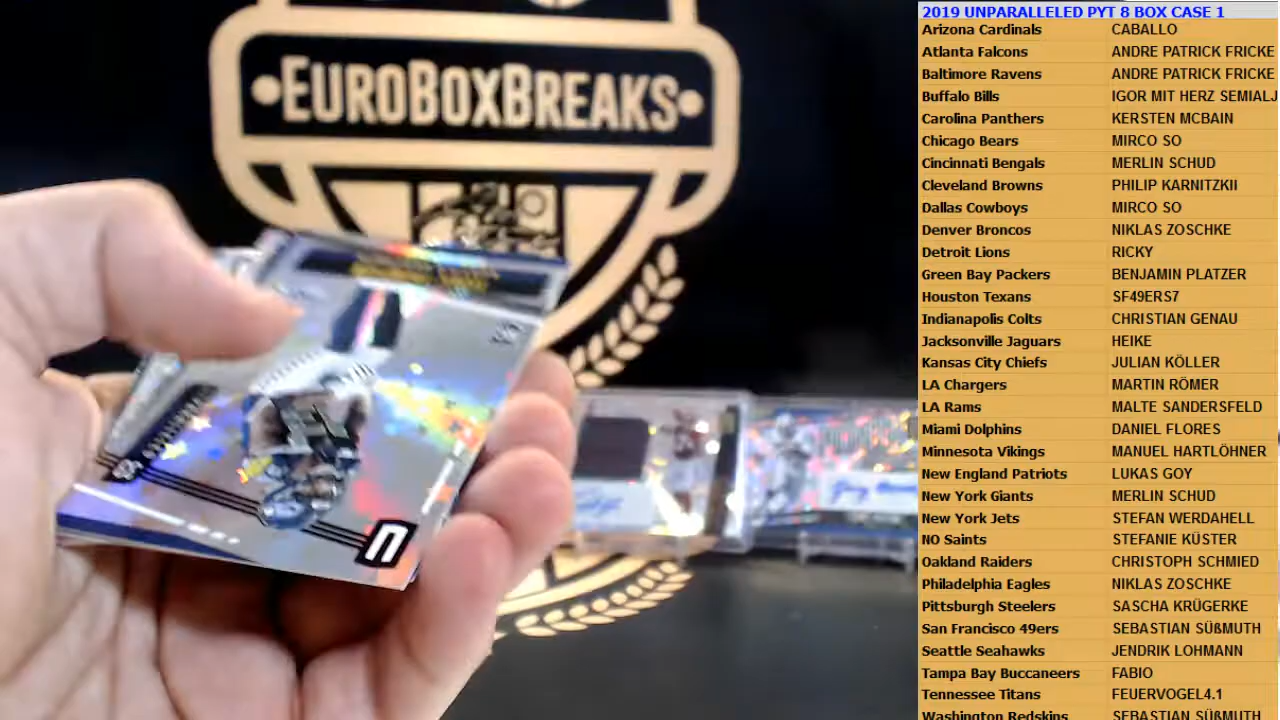 EUROBOXBREAKS
2019 UNPARALLELED PYT 8 BOX CASE 1
Arizona Cardinals CABALLO
Atlanta Falcons ANDRE PATRICK FRICKE
Baltimore Ravens ANDRE PATRICK FRICKE
Buffalo Bills IGOR MIT HERZ SEMIALJ
Carolina Panthers KERSTEN MCBAIN
Chicago Bears MIRCO SO
Cincinnati Bengals MERLIN SCHUD
Cleveland Browns PHILIP KARNITZKII
Dallas Cowboys MIRCO SO
Denver Broncos NIKLAS ZOSCHKE
Detroit Lions RICKY
Green Bay Packers BENJAMIN PLATZER
Houston Texans SF49ERS7
Indianapolis Colts CHRISTIAN GENAU
Jacksonville Jaguars HEIKE
Kansas City Chiefs JULIAN KÖLLER
LA Chargers MARTIN RÖMER
LA Rams MALTE SANDERSFELD
Miami Dolphins DANIEL FLORES
Minnesota Vikings MANUEL HARTLÖHNER
New England Patriots LUKAS GOY
New York Giants MERLIN SCHUD
New York Jets STEFAN WERDAHELL
NO Saints STEFANIE KÜSTER
Oakland Raiders CHRISTOPH SCHMIED
Philadelphia Eagles NIKLAS ZOSCHKE
Pittsburgh Steelers SASCHA KRÜGERKE
San Francisco 49ers SEBASTIAN SÜßMUTH
Seattle Seahawks JENDRIK LOHMANN
Tampa Bay Buccaneers FABIO
Tennessee Titans FEUERVOGEL4.1
Washington Redskins SEBASTIAN SÜßMUTH